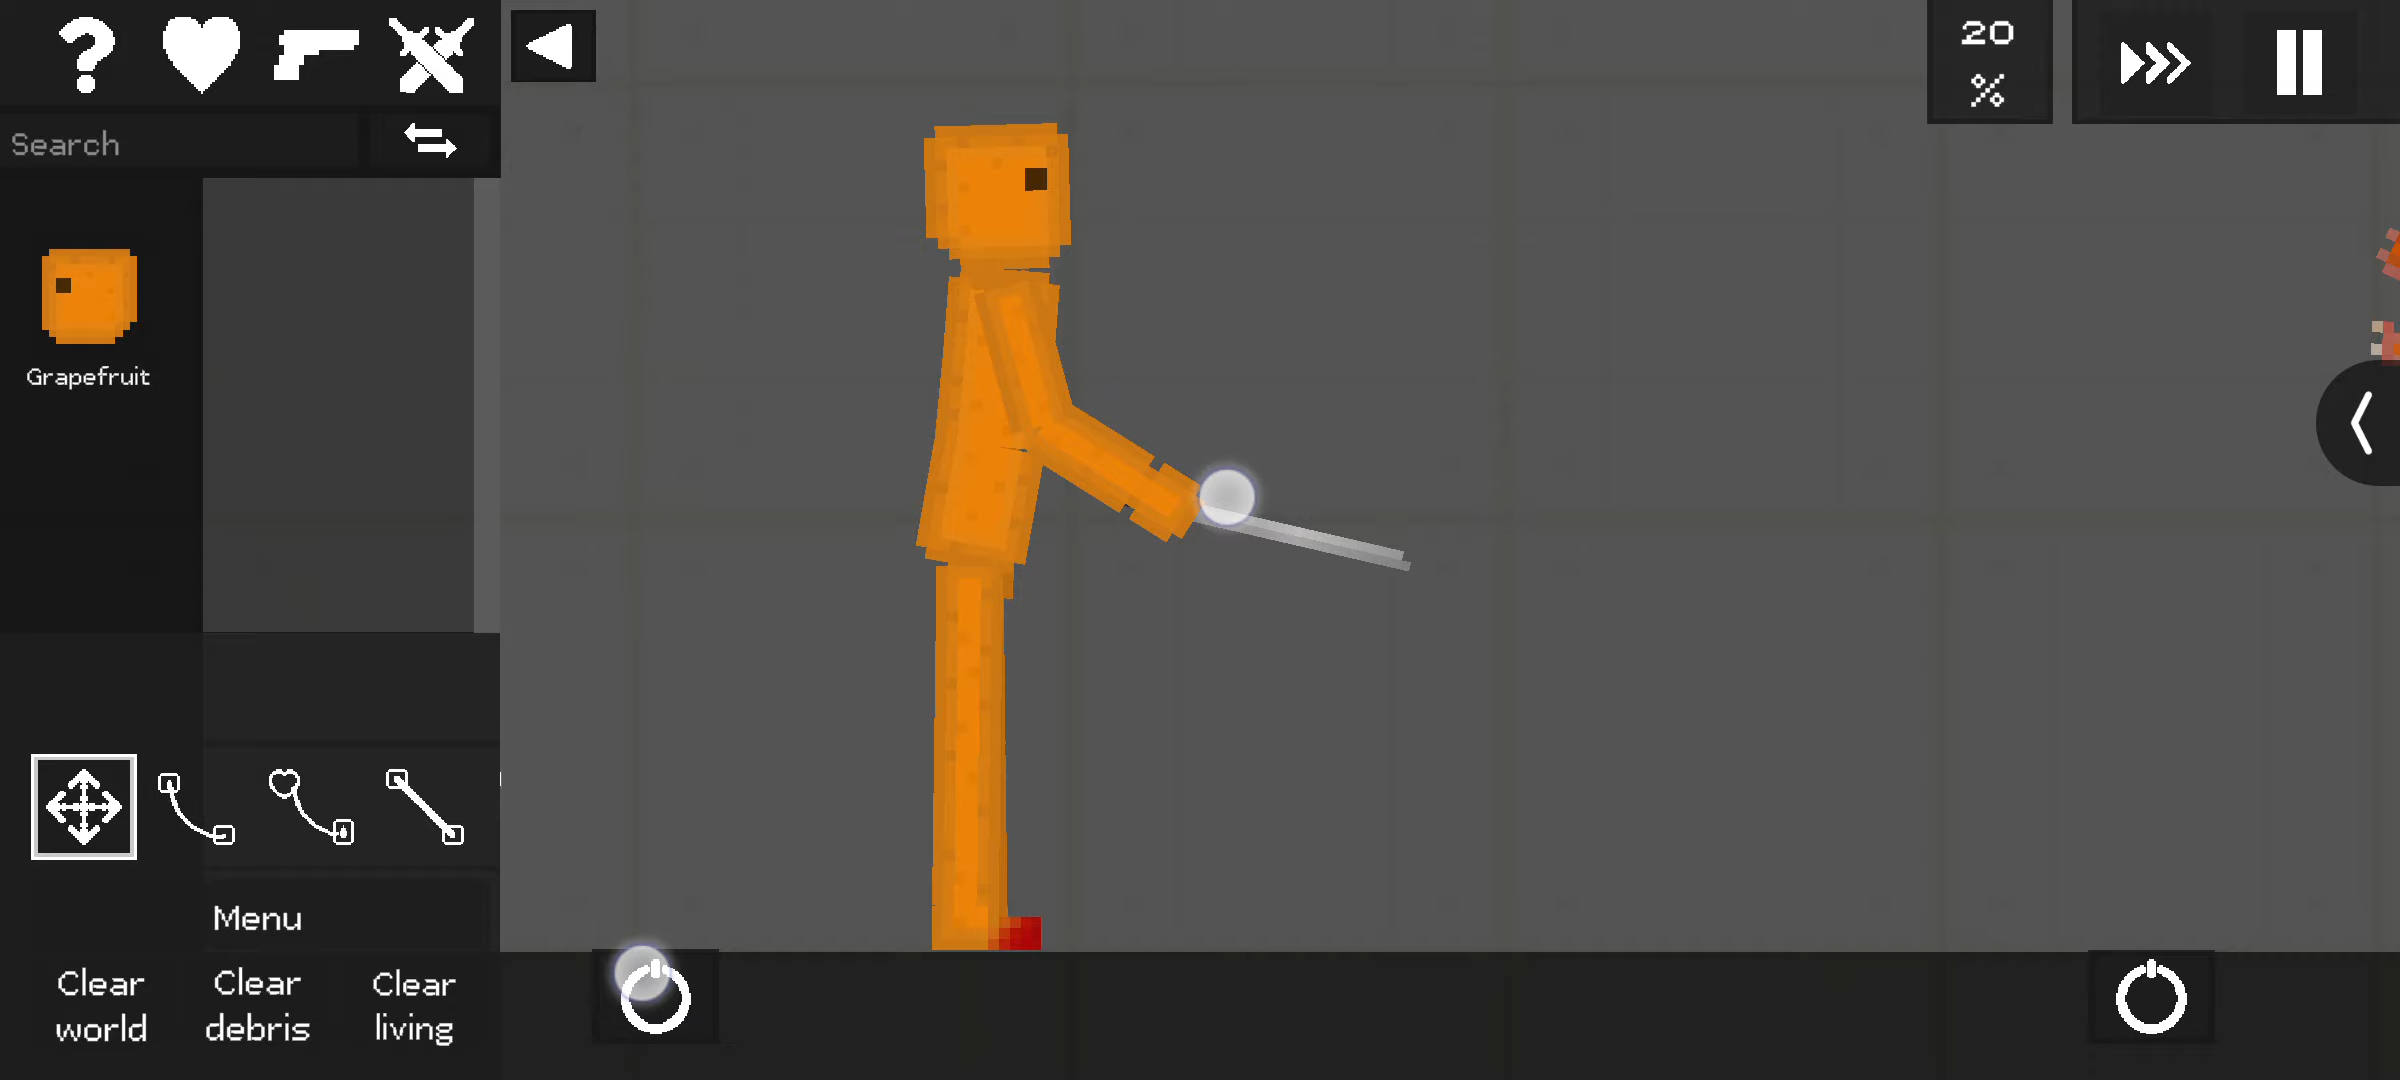 ?
20
%
Search
Grapefruit
Menu
Clear world
Clear debris
Clear living